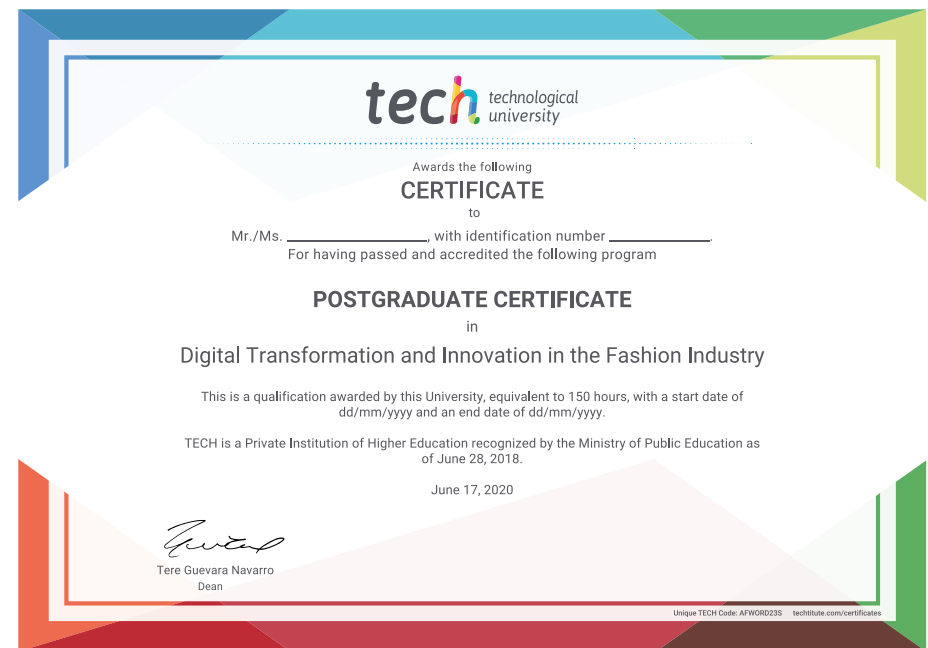 tech technological
university
Awards the following
CERTIFICATE
to
Mr./Ms. ____________________, with identification number ______________.
For having passed and accredited the following program
POSTGRADUATE CERTIFICATE
in
Digital Transformation and Innovation in the Fashion Industry
This is a qualification awarded by this University, equivalent to 150 hours, with a start date of
dd/mm/yyyy and an end date of dd/mm/yyyy.
TECH is a Private Institution of Higher Education recognized by the Ministry of Public Education as
of June 28, 2018.
June 17, 2020
Tere Guevara Navarro
Dean
Unique TECH Code: AFWORD23S techtitute.com/certificates